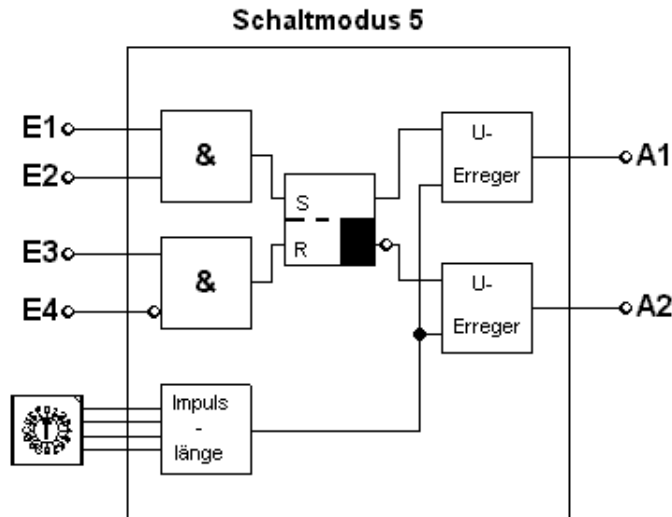 Schaltmodus 5
E1
E2
&
E3
E4
&
S
R
U-
Erreger
A1
U-
Erreger
A2
T
Impuls
-
länge